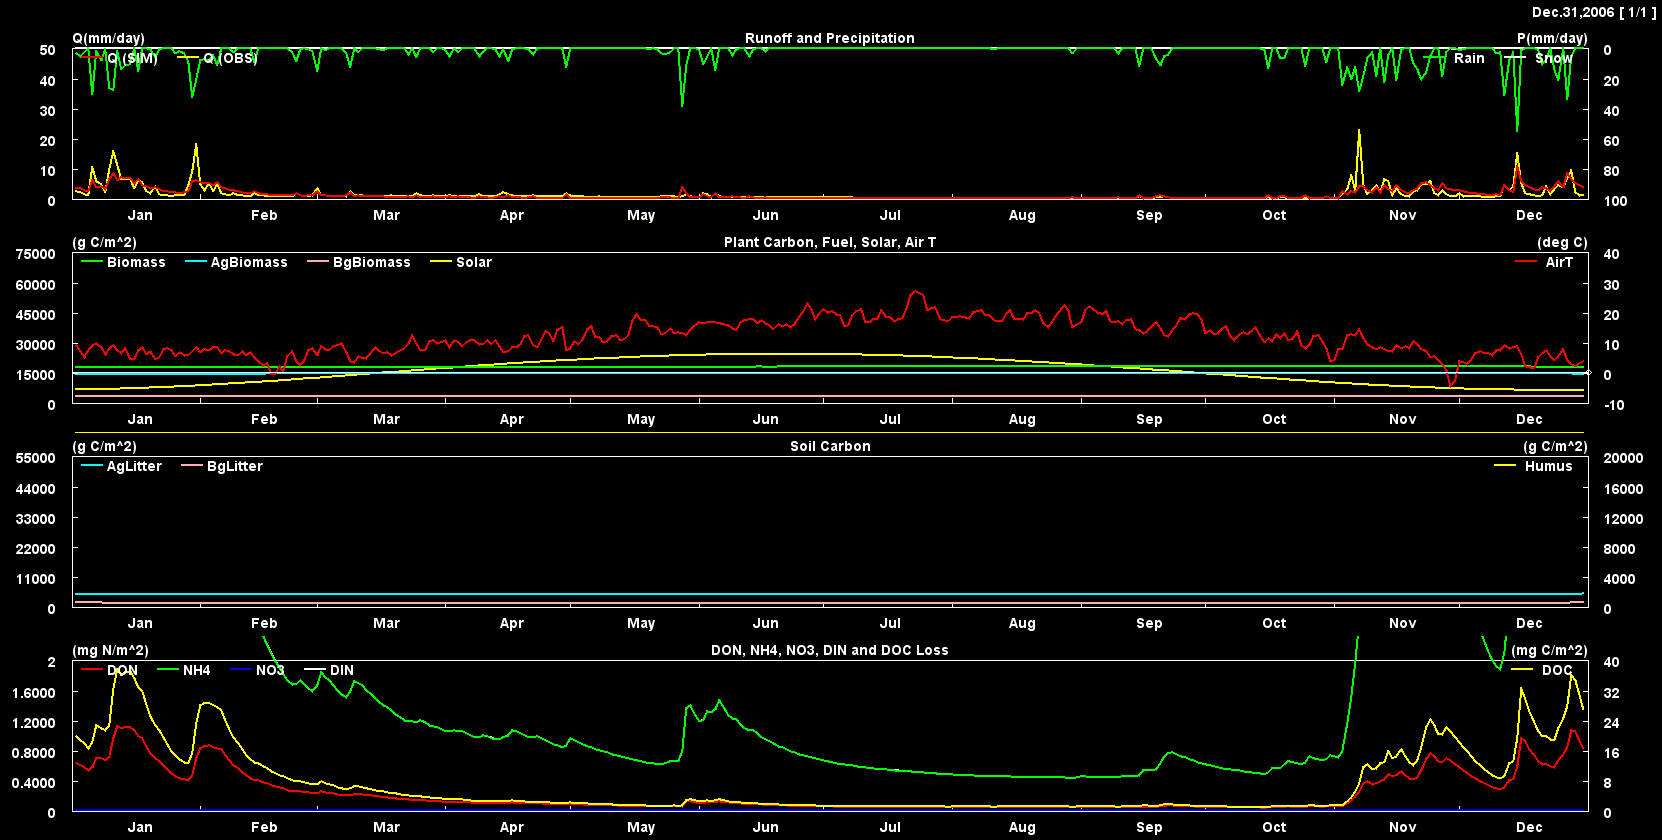 Dec.31,2006 [ 1/1 ]
Q(mm/day) Runoff and Precipitation P(mm/day)
50 0
Q (SIM) Q (OBS) Rain Snow
40 20
30 40
20 60
10 80
0 100
Jan Feb Mar Apr May Jun Jul Aug Sep Oct Nov Dec
(g C/m^2) Plant Carbon, Fuel, Solar, Air T (deg C)
75000 40
Biomass AgBiomass BgBiomass Solar AirT
60000 30
45000 20
30000 10
15000 0
0 -10
Jan Feb Mar Apr May Jun Jul Aug Sep Oct Nov Dec
(g C/m^2) Soil Carbon (g C/m^2)
55000 20000
AgLitter BgLitter Humus
44000 16000
33000 12000
22000 8000
11000 4000
0 0
Jan Feb Mar Apr May Jun Jul Aug Sep Oct Nov Dec
(mg N/m^2) DON, NH4, NO3, DIN and DOC Loss (mg C/m^2)
2 40
DON NH4 NO3 DIN DOC
1.6000 32
1.2000 24
0.8000 16
0.4000 8
0 0
Jan Feb Mar Apr May Jun Jul Aug Sep Oct Nov Dec